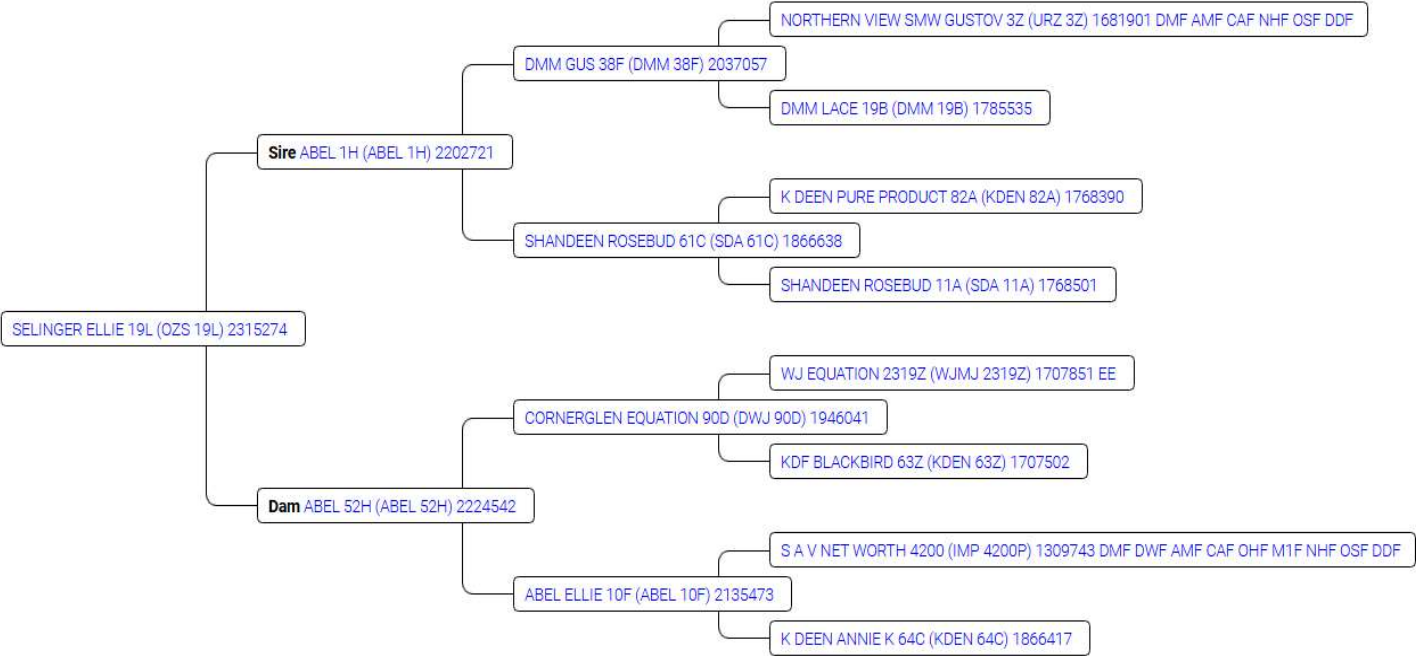 NORTHERN VIEW SMW GUSTOV 3Z (URZ 3Z) 1681901 DMF AMF CAF NHF OSF DDF
DMM GUS 38F (DMM 38F) 2037057
DMM LACE 19B (DMM 19B) 1785535
Sire ABEL 1H (ABEL 1H) 2202721
K DEEN PURE PRODUCT 82A (KDEN 82A) 1768390
SHANDEEN ROSEBUD 61C (SDA 61C) 1866638
SHANDEEN ROSEBUD 11A (SDA 11A) 1768501
SELINGER ELLIE 19L (OZS 19L) 2315274
WJ EQUATION 2319Z (WJMJ 2319Z) 1707851 EE
CORNERGLEN EQUATION 90D (DWJ 90D) 1946041
KDF BLACKBIRD 63Z (KDEN 63Z) 1707502
Dam ABEL 52H (ABEL 52H) 2224542
S A V NET WORTH 4200 (IMP 4200P) 1309743 DMF DWF AMF CAF OHF M1F NHF OSF DDF
ABEL ELLIE 10F (ABEL 10F) 2135473
K DEEN ANNIE K 64C (KDEN 64C) 1866417